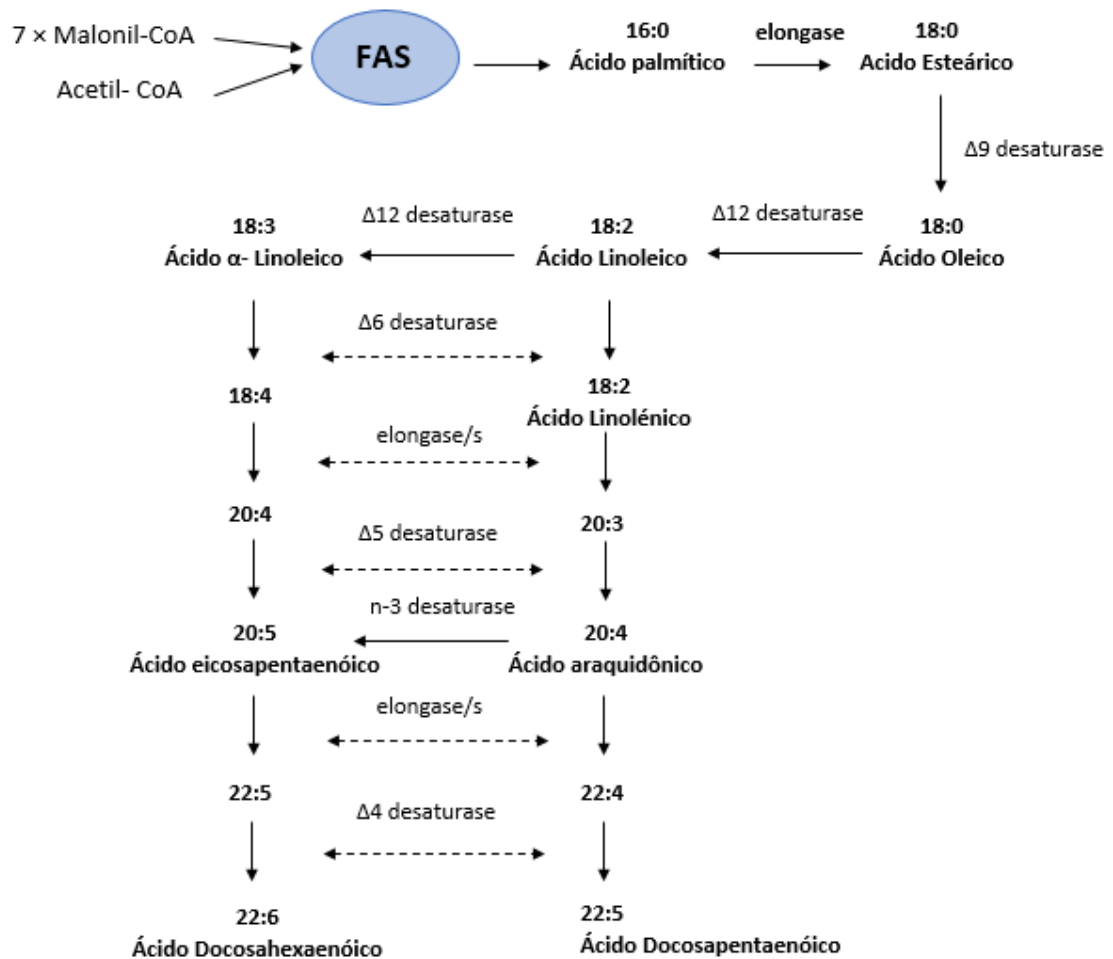 7 × Malonil-CoA
Acetil- CoA
FAS
16:0
Ácido palmítico
elongase
18:0
Acido Esteárico
Δ9 desaturase
18:3
Ácido α- Linoleico
Δ12 desaturase
18:2
Ácido Linoleico
Δ12 desaturase
18:0
Ácido Oleico
Δ6 desaturase
18:4
18:2
Ácido Linolénico
elongase/s
20:4
20:3
Δ5 desaturase
n-3 desaturase
20:5
Ácido eicosapentaenóico
20:4
Ácido araquidônico
elongase/s
22:5
22:4
Δ4 desaturase
22:6
Ácido Docosahexaenóico
22:5
Ácido Docosapentaenóico